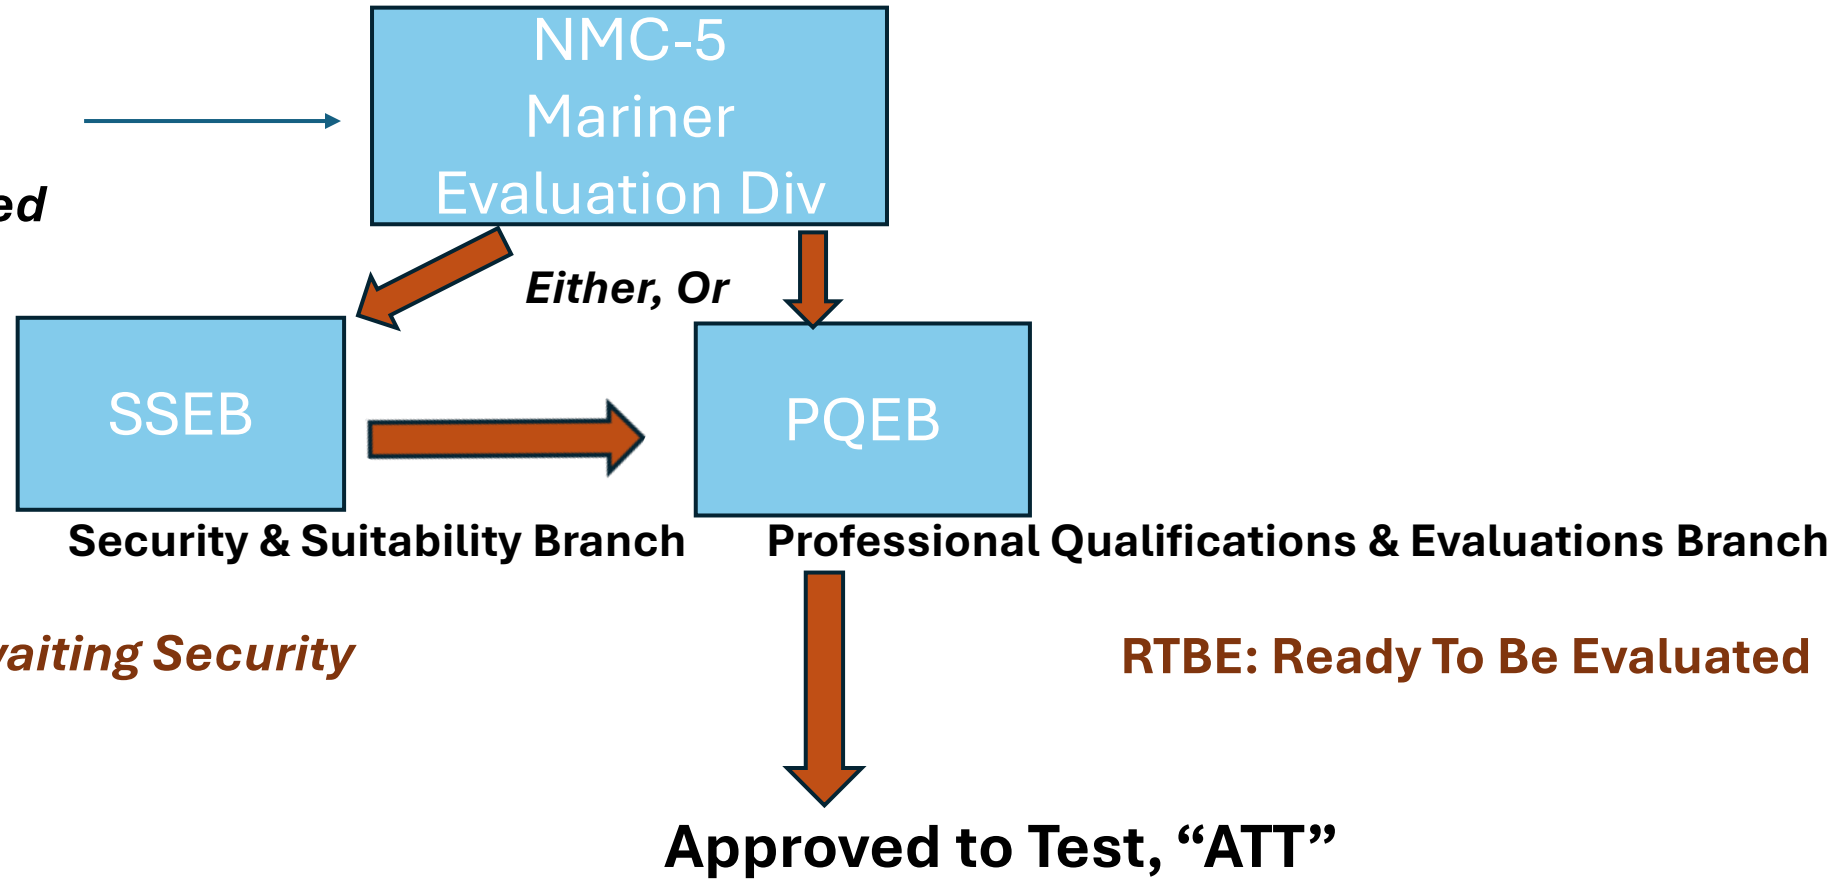 NMC-5
Mariner
Evaluation Div
Either, Or
SSEB
PQEB
Security & Suitability Branch
Professional Qualifications & Evaluations Branch
Security
RTBE: Ready To Be Evaluated
Approved to Test, “ATT”